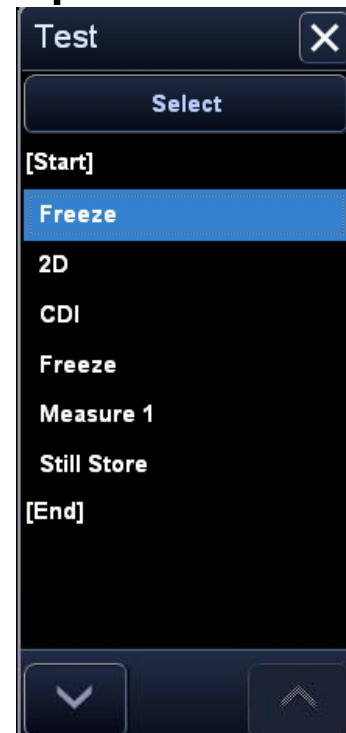 Test
Select
[Start]
Freeze
2D
CDI
Freeze
Measure 1
Still Store
[End]